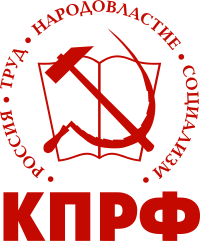 РОССИЯ · ТРУД · НАРОДОВЛАСТИЕ · СОЦИАЛИЗМ ·
КПРФ